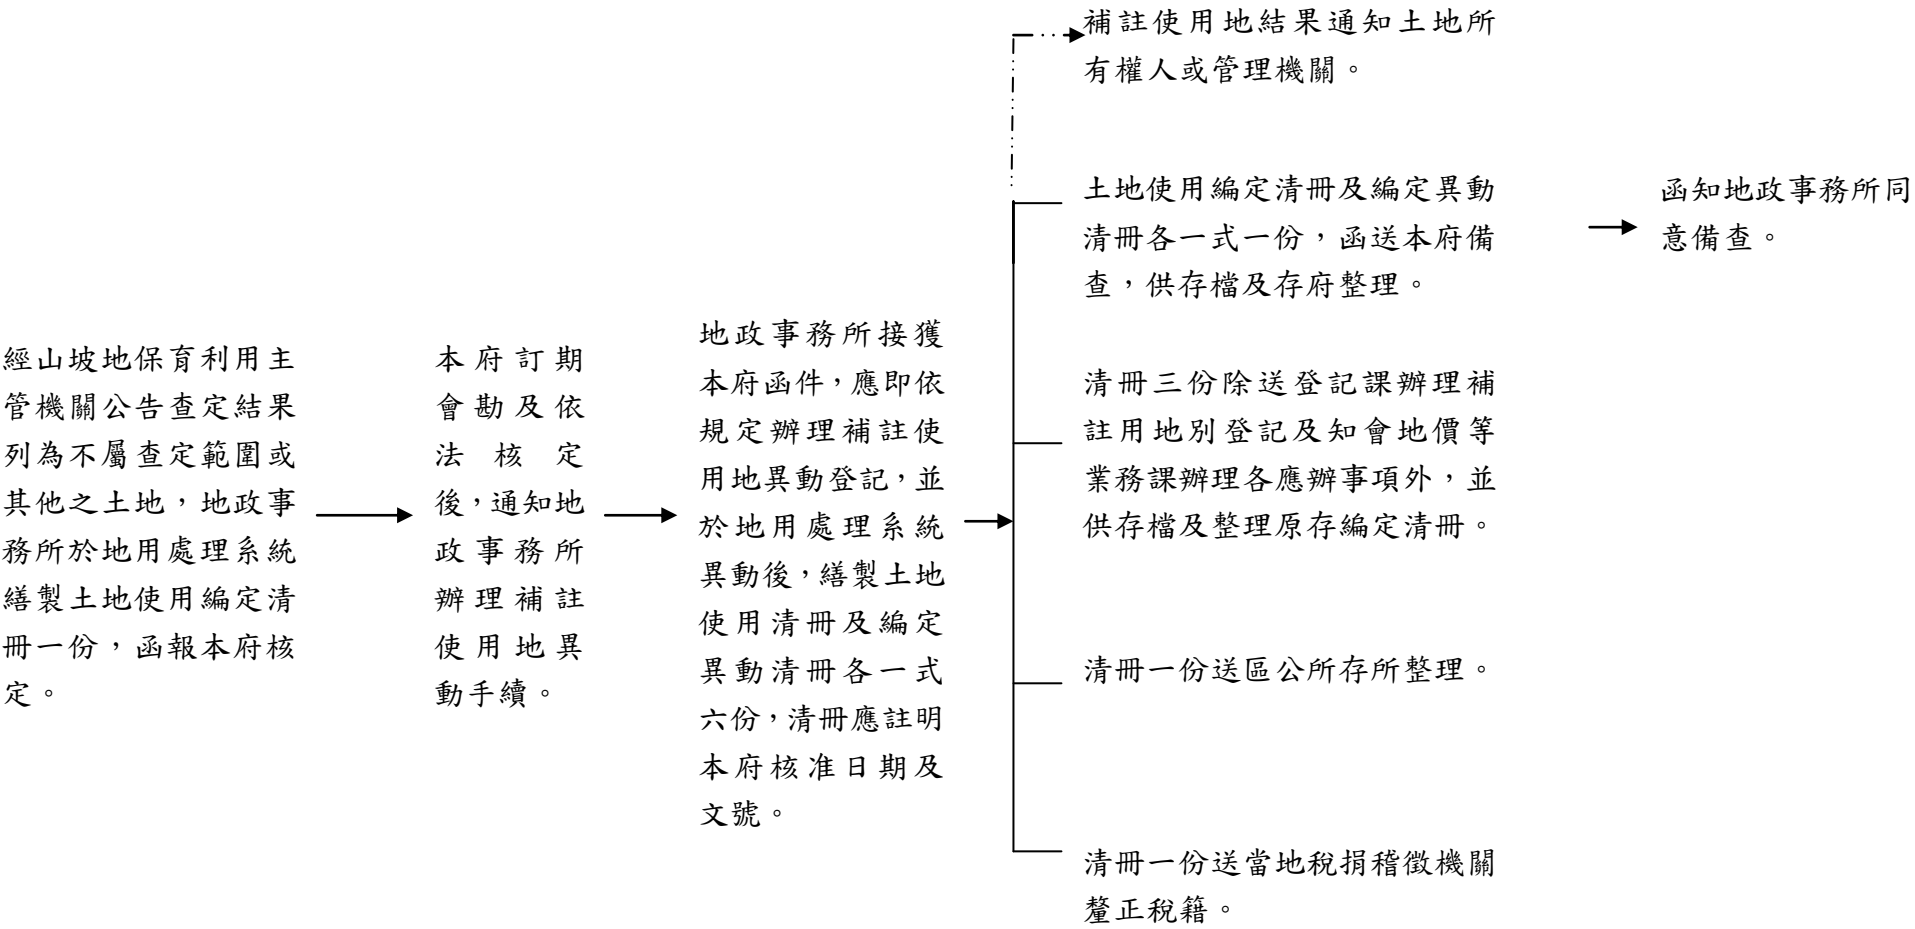 經山坡地保育利用主
管機關公告查定結果
列為不屬查定範圍或
其他之土地，地政事
務所於地用處理系統
繕製土地使用編定清
冊一份，函報本府核
定。
本府訂期
會勘及依
法核定
後，通知地
政事務所
辦理補註
使用地異
動手續。
地政事務所接獲
本府函件，應即依
規定辦理補註使
用地異動登記，並
於地用處理系統
異動後，繕製土地
使用清冊及編定
異動清冊各一式
六份，清冊應註明
本府核准日期及
文號。
補註使用地結果通知土地所
有權人或管理機關。
土地使用編定清冊及編定異動
清冊各一式一份，函送本府備
查，供存檔及存府整理。
函知地政事務所同
意備查。
清冊三份除送登記課辦理補
註用地別登記及知會地價等
業務課辦理各應辦事項外，並
供存檔及整理原存編定清冊。
清冊一份送區公所存所整理。
清冊一份送當地稅捐稽徵機關
釐正稅籍。